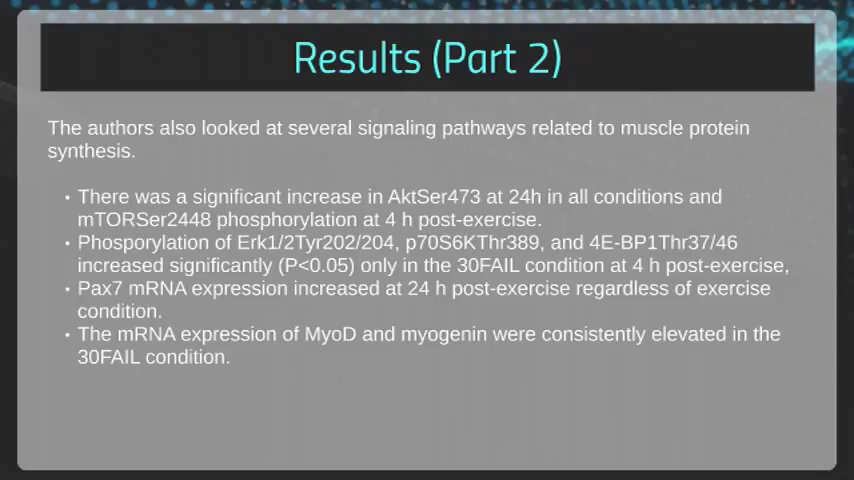 Results (Part 2)
The authors also looked at several signaling pathways related to muscle protein
synthesis.
• There was a significant increase in AktSer473 at 24h in all conditions and
mTORSer2448 phosphorylation at 4 h post-exercise.
• Phosporylation of Erk1/2Tyr202/204, p70S6KThr389, and 4E-BP1Thr37/46
increased significantly (P<0.05) only in the 30FAIL condition at 4 h post-exercise,
• Pax7 mRNA expression increased at 24 h post-exercise regardless of exercise
condition.
• The mRNA expression of MyoD and myogenin were consistently elevated in the
30FAIL condition.